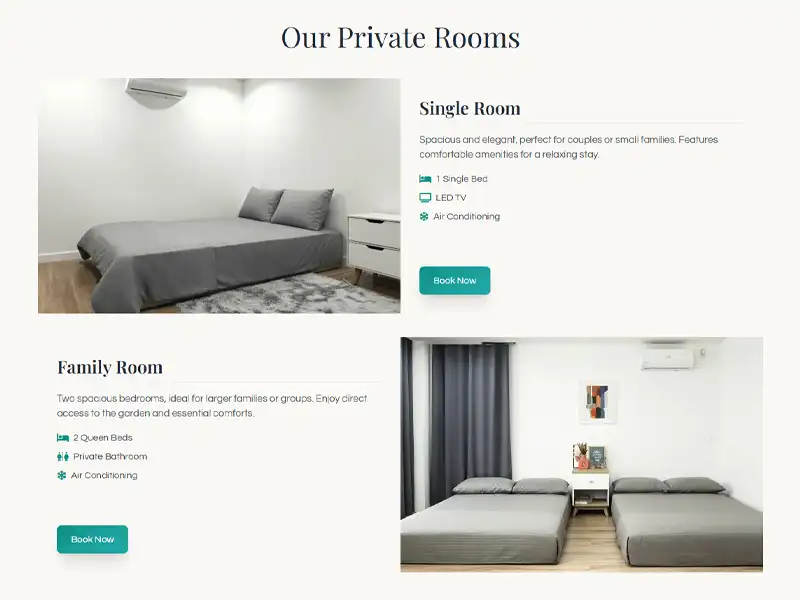 Our Private Rooms
Single Room
Spacious and elegant, perfect for couples or small families. Features
comfortable amenities for a relaxing stay.
1 Single Bed
LED TV
Air Conditioning
Book Now
Family Room
Two spacious bedrooms, ideal for larger families or groups. Enjoy direct
access to the garden and essential comforts.
2 Queen Beds
Private Bathroom
Air Conditioning
Book Now